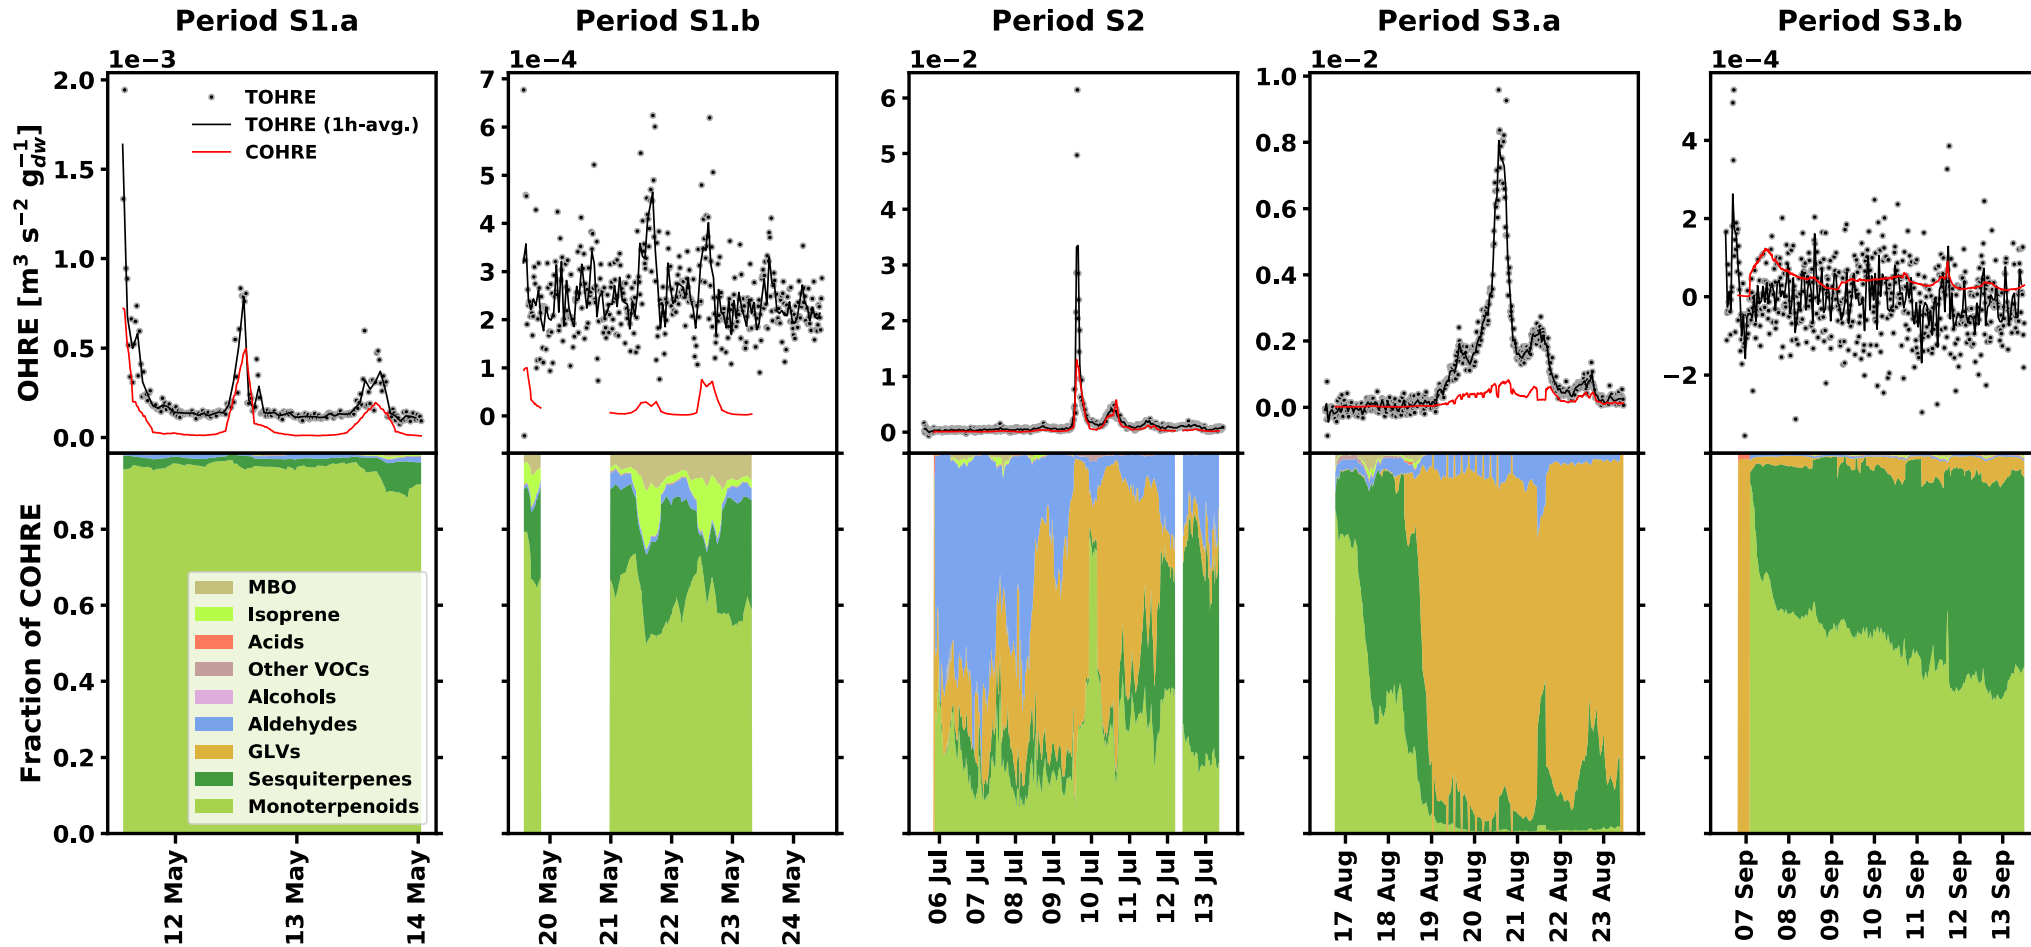 Period S1.a
Period S1.b
Period S2
Period S3.a
Period S3.b
1e−3
1e−4
1e−2
1e−2
1e−4
OHRE [m³ s⁻² g_dw⁻¹]
2.0
1.5
1.0
0.5
0.0
TOHRE
TOHRE (1h-avg.)
COHRE
7
6
5
4
3
2
1
0
6
5
4
3
2
1
0
1.0
0.8
0.6
0.4
0.2
0.0
4
2
0
−2
Fraction of COHRE
0.8
0.6
0.4
0.2
0.0
MBO
Isoprene
Acids
Other VOCs
Alcohols
Aldehydes
GLVs
Sesquiterpenes
Monoterpenoids
12 May
13 May
14 May
20 May
21 May
22 May
23 May
24 May
06 Jul
07 Jul
08 Jul
09 Jul
10 Jul
11 Jul
12 Jul
13 Jul
17 Aug
18 Aug
19 Aug
20 Aug
21 Aug
22 Aug
23 Aug
07 Sep
08 Sep
09 Sep
10 Sep
11 Sep
12 Sep
13 Sep